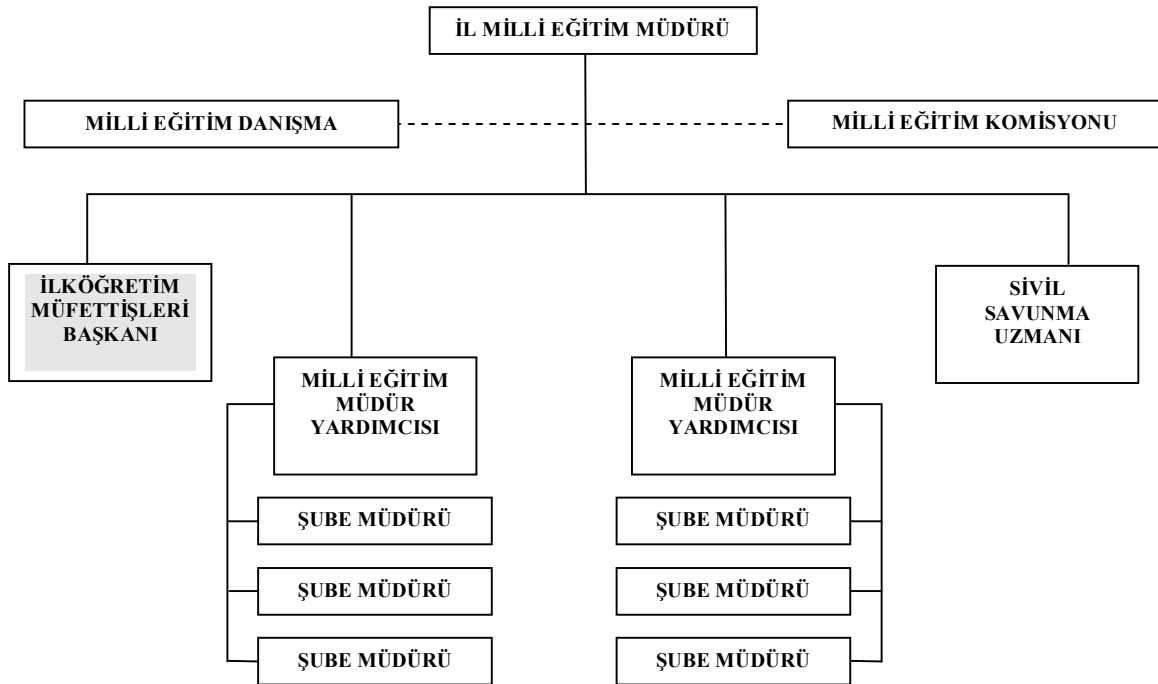 İL MİLLİ EĞİTİM MÜDÜRÜ
MİLLİ EĞİTİM DANIŞMA
MİLLİ EĞİTİM KOMİSYONU
İLKÖĞRETİM
MÜFETTİŞLERİ
BAŞKANI
SİVİL
SAVUNMA
UZMANI
MİLLİ EĞİTİM
MÜDÜR
YARDIMCISI
MİLLİ EĞİTİM
MÜDÜR
YARDIMCISI
ŞUBE MÜDÜRÜ
ŞUBE MÜDÜRÜ
ŞUBE MÜDÜRÜ
ŞUBE MÜDÜRÜ
ŞUBE MÜDÜRÜ
ŞUBE MÜDÜRÜ